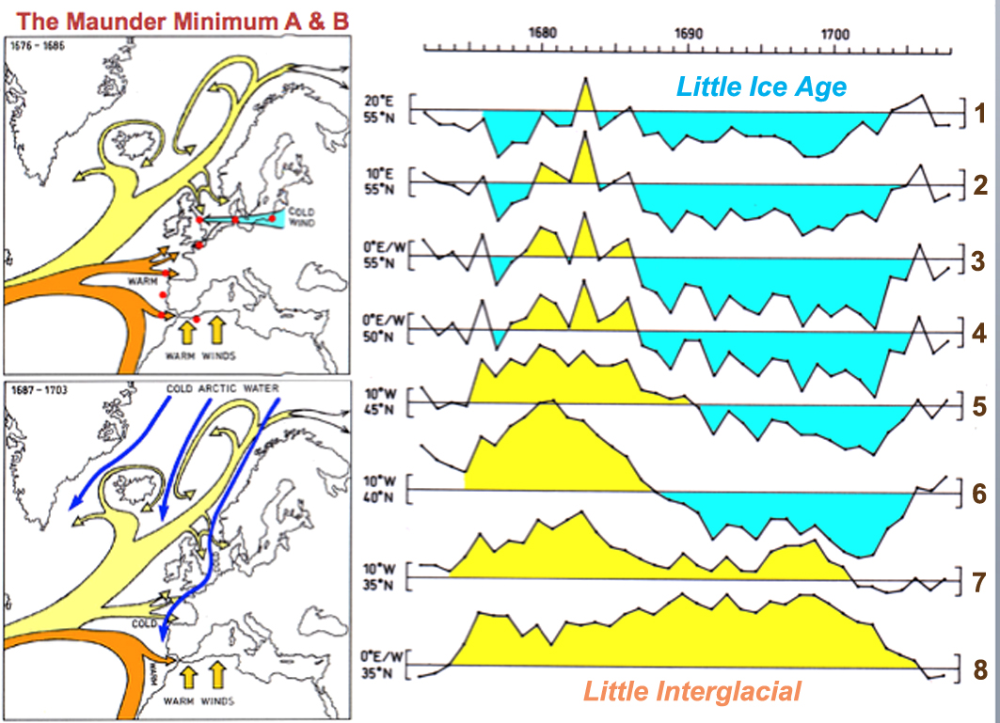 The Maunder Minimum A & B
1676 - 1686
COLD
WIND
WARM
WARM WINDS
1687 - 1703
COLD ARCTIC WATER
COLD
COLD
WARM
WARM WINDS
1680 1690 1700
Little Ice Age
20°E
55°N
1
10°E
55°N
2
0°E/W
55°N
3
0°E/W
50°N
4
10°W
45°N
5
10°W
40°N
6
10°W
35°N
7
0°E/W
35°N
8
Little Interglacial